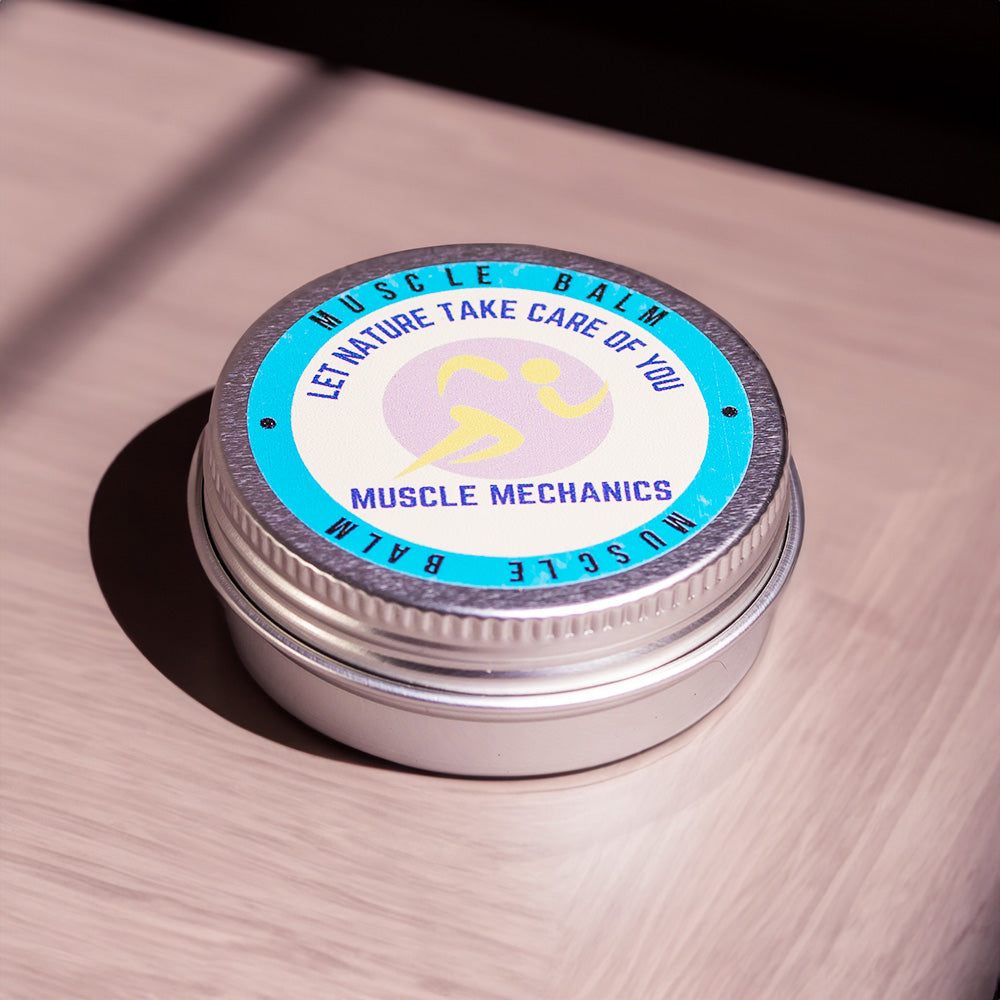 MUSCLE BALM
LET NATURE TAKE CARE OF YOU
MUSCLE MECHANICS
MUSCLE BALM